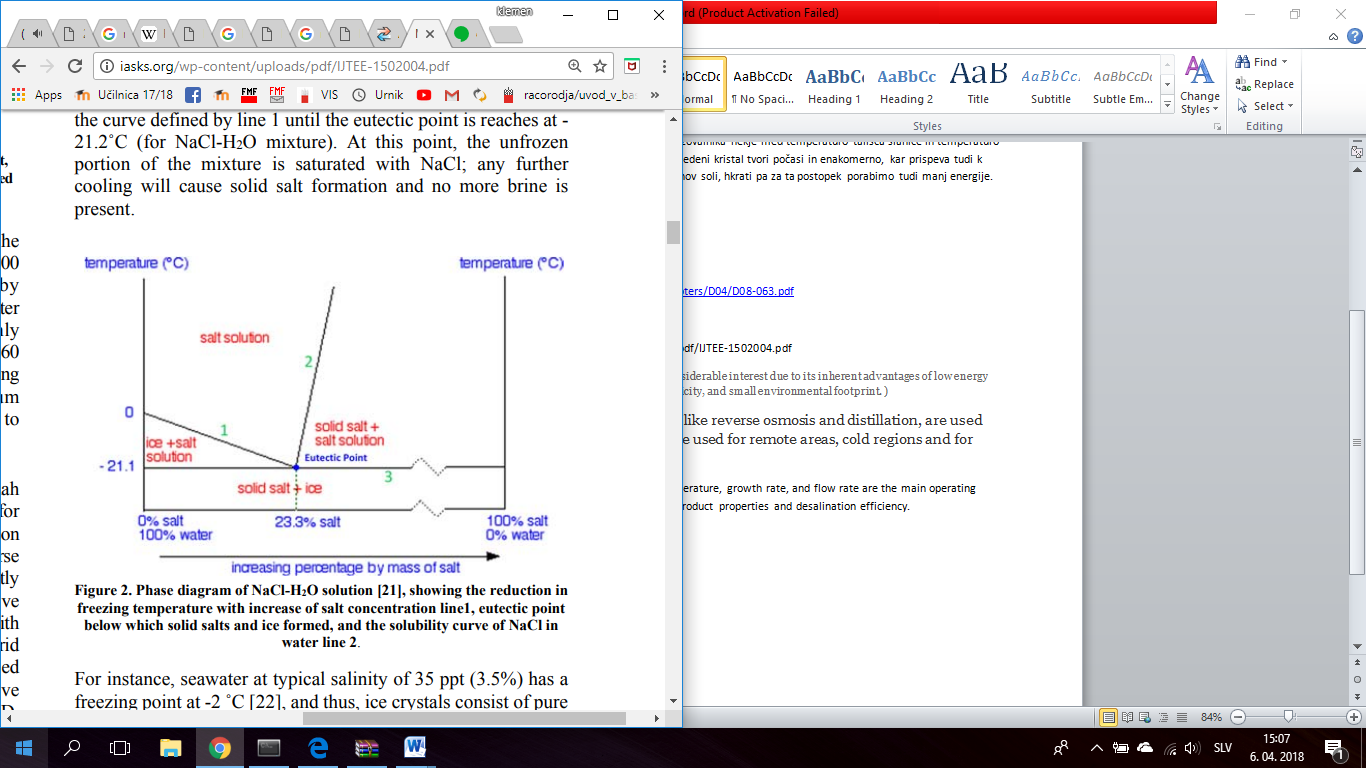 klemen
Apps
Učilnica 17/18
VIS
Urnik
racorodja/uvod_v_ba
»
iasks.org/wp-content/uploads/pdf/IJTEE-1502004.pdf
the curve defined by line 1 until the eutectic point is reaches at -
21.2˚C (for NaCl-H2O mixture). At this point, the unfrozen
portion of the mixture is saturated with NaCl; any further
cooling will cause solid salt formation and no more brine is
present.
temperature (°C)
temperature (°C)
salt solution
2
0
1
ice +salt
solution
solid salt +
salt solution
Eutectic Point
- 21.1
3
solid salt + ice
0% salt
100% water
23.3% salt
100% salt
0% water
increasing percentage by mass of salt
Figure 2. Phase diagram of NaCl-H2O solution [21], showing the reduction in
freezing temperature with increase of salt concentration line1, eutectic point
below which solid salts and ice formed, and the solubility curve of NaCl in
water line 2.
For instance, seawater at typical salinity of 35 ppt (3.5%) has a
freezing point at -2 ˚C [22], and thus, ice crystals consist of pure
rd (Product Activation Failed)
AaBbCcDc
AaBbCc
AaBbCc
AaB
AaBbCc.
AaBbCcDc.
ormal
¶ No Spaci...
Heading 1
Heading 2
Title
Subtitle
Subtle Em...
Change
Styles
Find
Replace
Select
Styles
Editing
edeni kristal tvori počasi in enakomerno, kar prispeva tudi k
nov soli, hkrati pa za ta postopek porabimo tudi manj energije.
ters/D04/D08-063.pdf
pdf/IJTEE-1502004.pdf
siderable interest due to its inherent advantages of low energy
icity, and small environmental footprint. )
like reverse osmosis and distillation, are used
e used for remote areas, cold regions and for
perature, growth rate, and flow rate are the main operating
roduct properties and desalination efficiency.
84%
SLV
15:07
6. 04. 2018